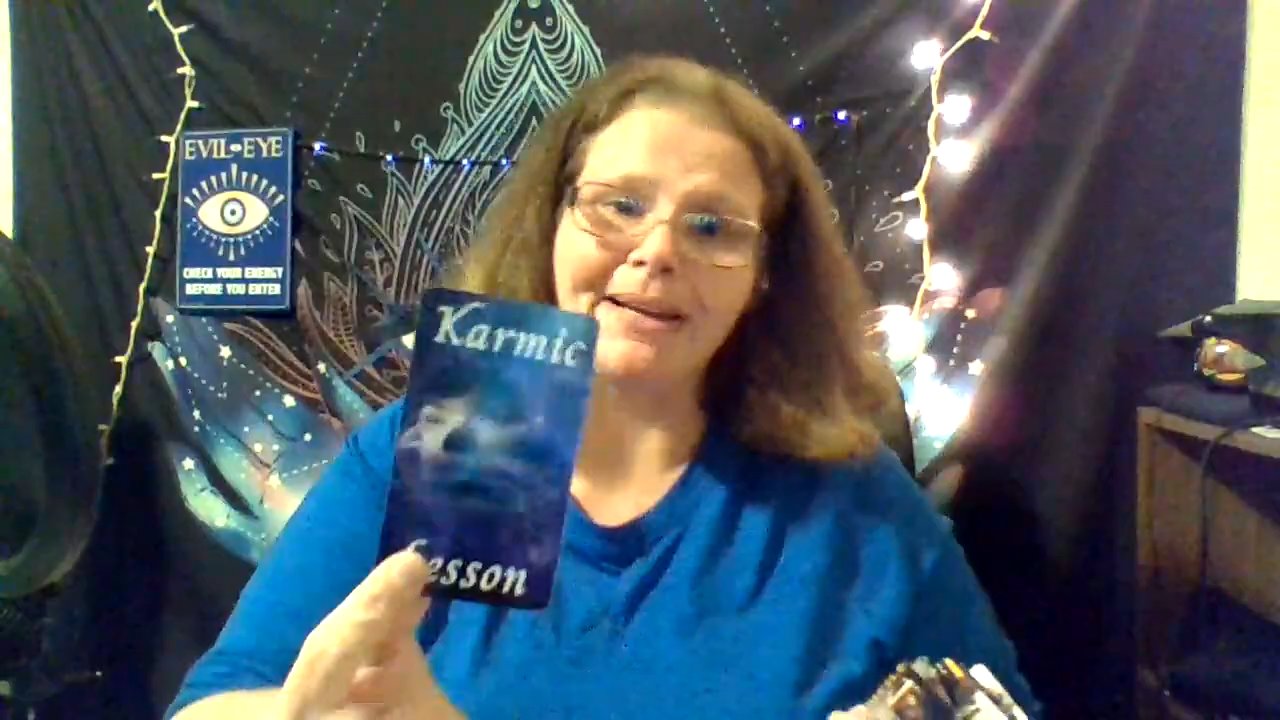 EVIL-EYE
CHECK YOUR ENERGY
BEFORE YOU ENTER
Karmic
Lesson